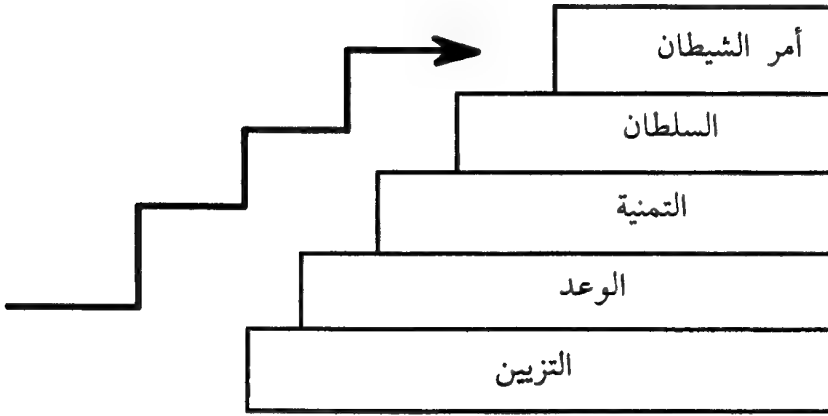 أمر الشيطان
السلطان
التمنية
الوعد
التزيين